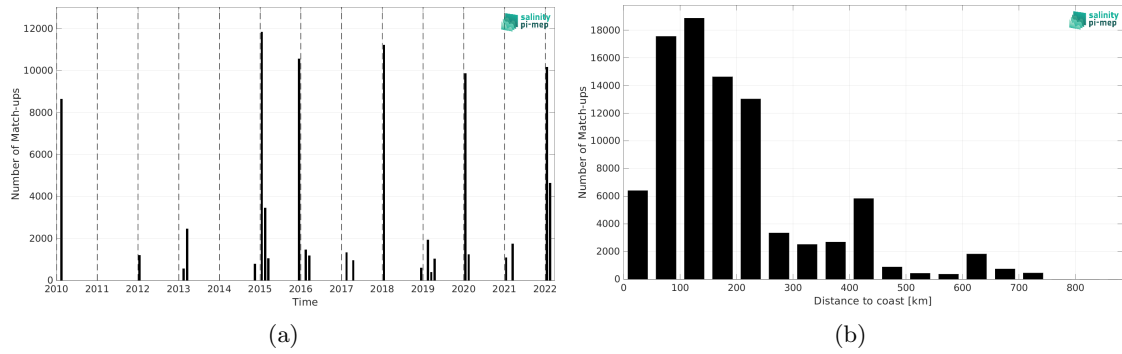 12000
10000
8000
6000
4000
2000
0
Number of Match-ups
2010 2011 2012 2013 2014 2015 2016 2017 2018 2019 2020 2021 2022
Time
salinity
pi-mep
(a)
18000
16000
14000
12000
10000
8000
6000
4000
2000
0
Number of Match-ups
0 100 200 300 400 500 600 700 800
Distance to coast [km]
salinity
pi-mep
(b)